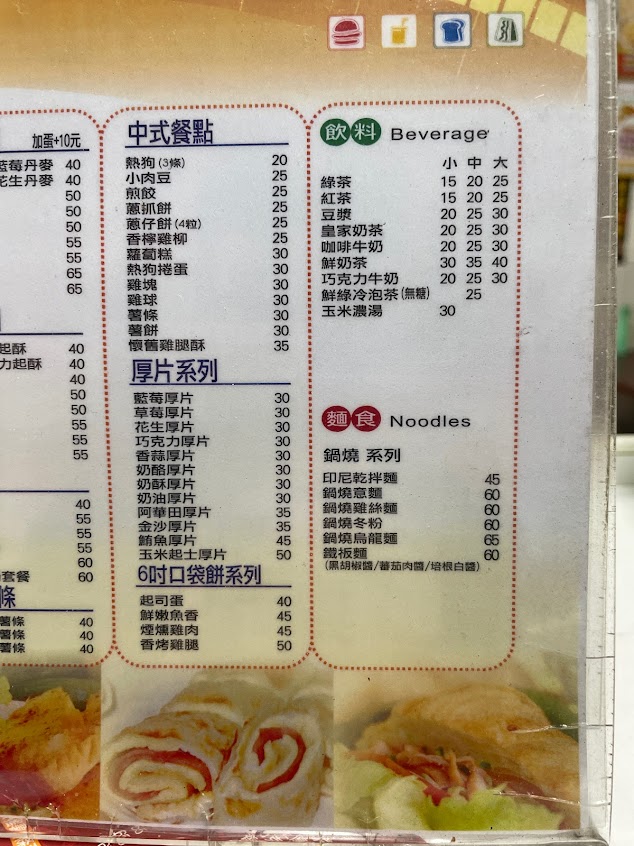 加蛋+10元
藍莓丹麥 40
花生丹麥 40
50
50
50
55
55
65
65
起酥 40
力起酥 40
40
50
50
55
55
55
40
55
55
55
60
套餐 60
條
薯條 40
薯條 40
薯條 40
中式餐點
熱狗(3條) 20
小肉豆 25
煎餃 25
蔥抓餅 25
蔥仔餅(4粒) 25
香檸雞柳 25
蘿蔔糕 30
熱狗捲蛋 30
雞塊 30
雞球 30
薯條 30
薯餅 30
懷舊雞腿酥 35
厚片系列
藍莓厚片 30
草莓厚片 30
花生厚片 30
巧克力厚片 30
香蒜厚片 30
奶酪厚片 30
奶酥厚片 30
奶油厚片 30
阿華田厚片 35
金沙厚片 35
鮪魚厚片 45
玉米起士厚片 50
6吋口袋餅系列
起司蛋 40
鮮嫩魚香 45
煙燻雞肉 45
香烤雞腿 50
飲料 Beverage
小 中 大
綠茶 15 20 25
紅茶 15 20 25
豆漿 20 25 30
皇家奶茶 20 25 30
咖啡牛奶 20 25 30
鮮奶茶 30 35 40
巧克力牛奶 20 25 30
鮮綠冷泡茶(無糖) 25
玉米濃湯 30
麵食 Noodles
鍋燒 系列
印尼乾拌麵 45
鍋燒意麵 60
鍋燒雞絲麵 60
鍋燒冬粉 60
鍋燒烏龍麵 65
鐵板麵 60
(黑胡椒醬/蕃茄肉醬/培根白醬)